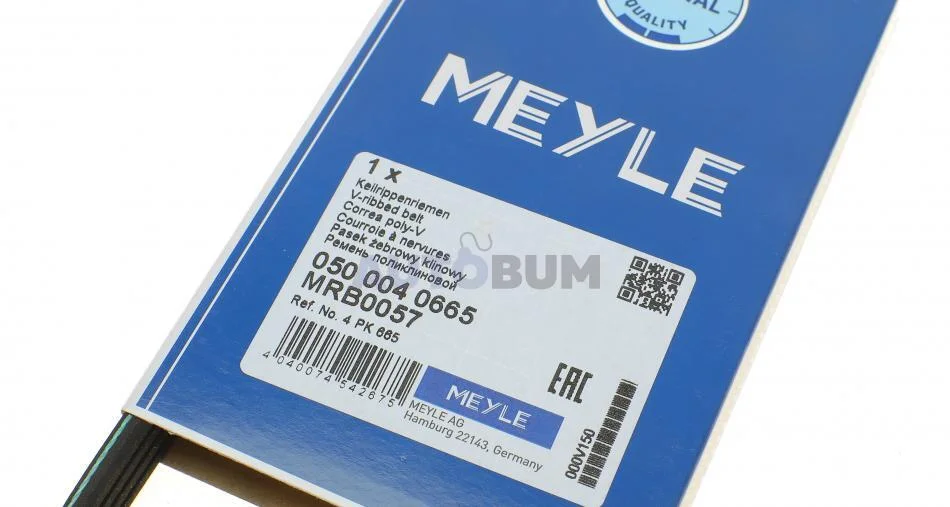 QUALITY
MEYLE
1 x
Keilrippenriemen
V-ribbed belt
Correa poly-V
Courroie à nervures
Pasek żebrowy klinowy
Ремень поликлиновой
BUM
050 004 0665
MRB0057
Ref. No. 4 PK 665
4 040074 542675
MEYLE
MEYLE AG
Hamburg 22143, Germany
EAC
000V150